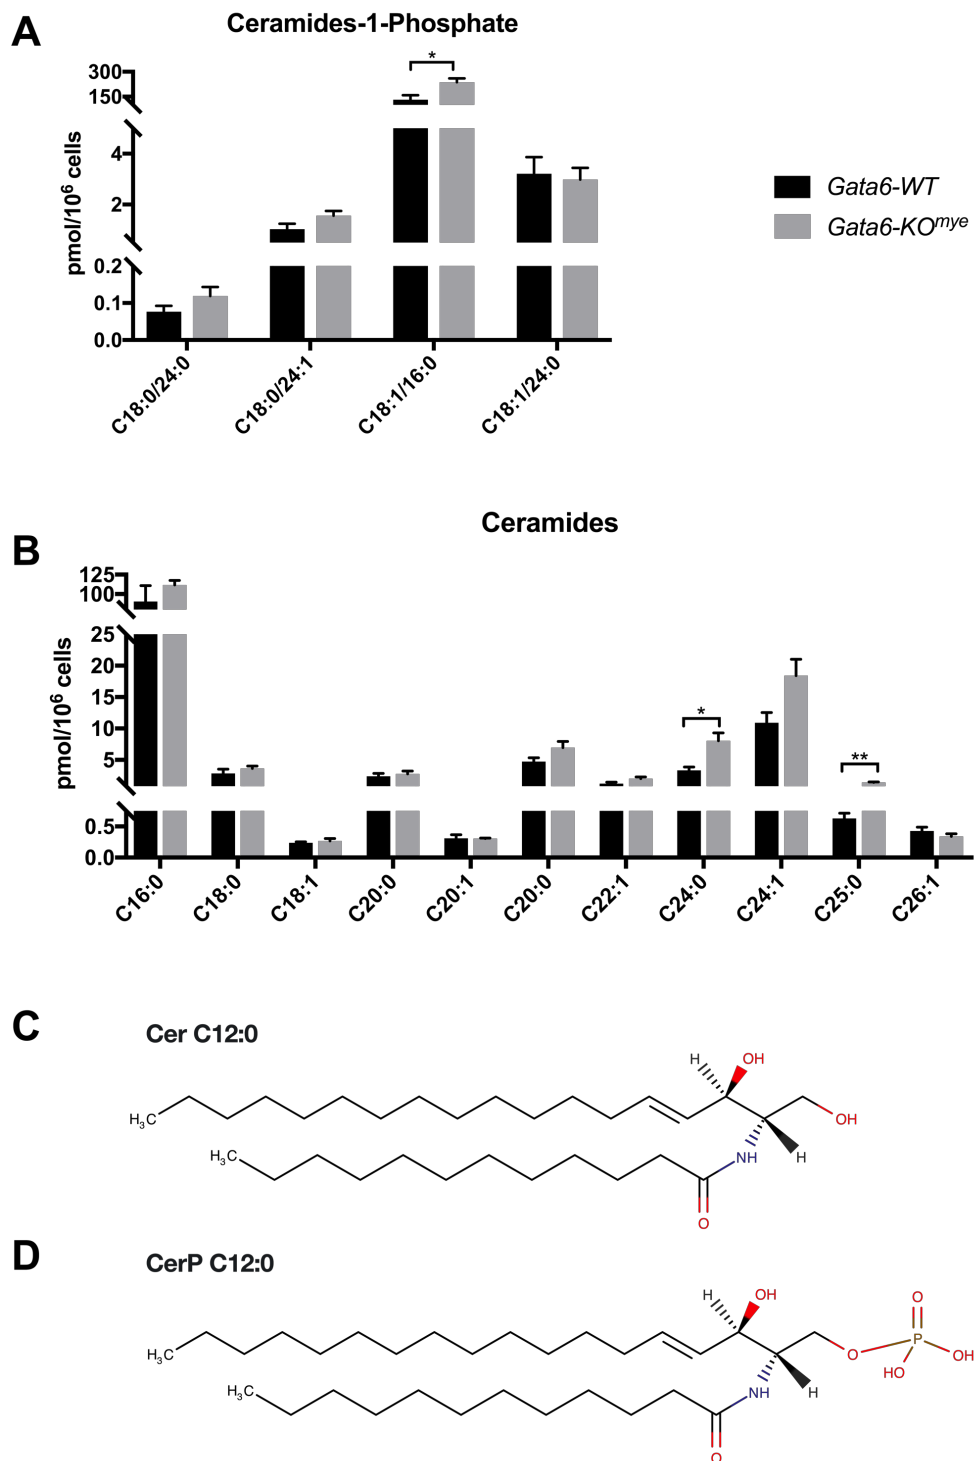 A
Ceramides-1-Phosphate
*
300
150
4
2
0.2
0.1
0.0
pmol/10⁶ cells
C18:0/24:0
C18:0/24:1
C18:1/16:0
C18:1/24:0
Gata6-WT
Gata6-KOᵐʸᵉ
B
Ceramides
125
100
25
20
15
10
5
0.5
0.0
pmol/10⁶ cells
*
**
C16:0
C18:0
C18:1
C20:0
C20:1
C20:0
C22:1
C24:0
C24:1
C25:0
C26:1
C
Cer C12:0
H
OH
H₃C
OH
H₃C
NH
H
O
D
CerP C12:0
H
OH
O
H₃C
O
P
OH
HO
H₃C
NH
H
O